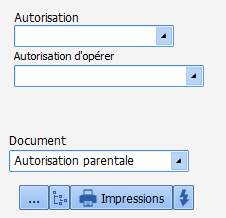 Autorisation
Autorisation d'opérer
Document
Autorisation parentale
... Impressions